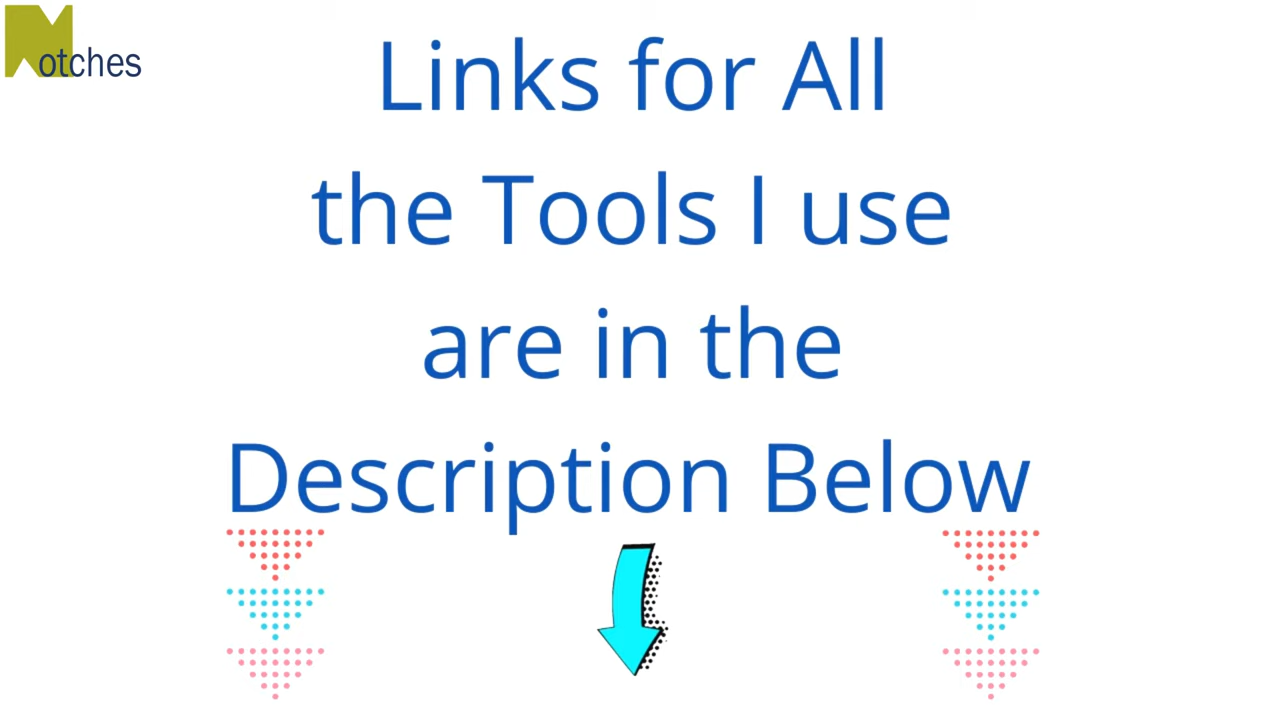 Notches
Links for All
the Tools I use
are in the
Description Below